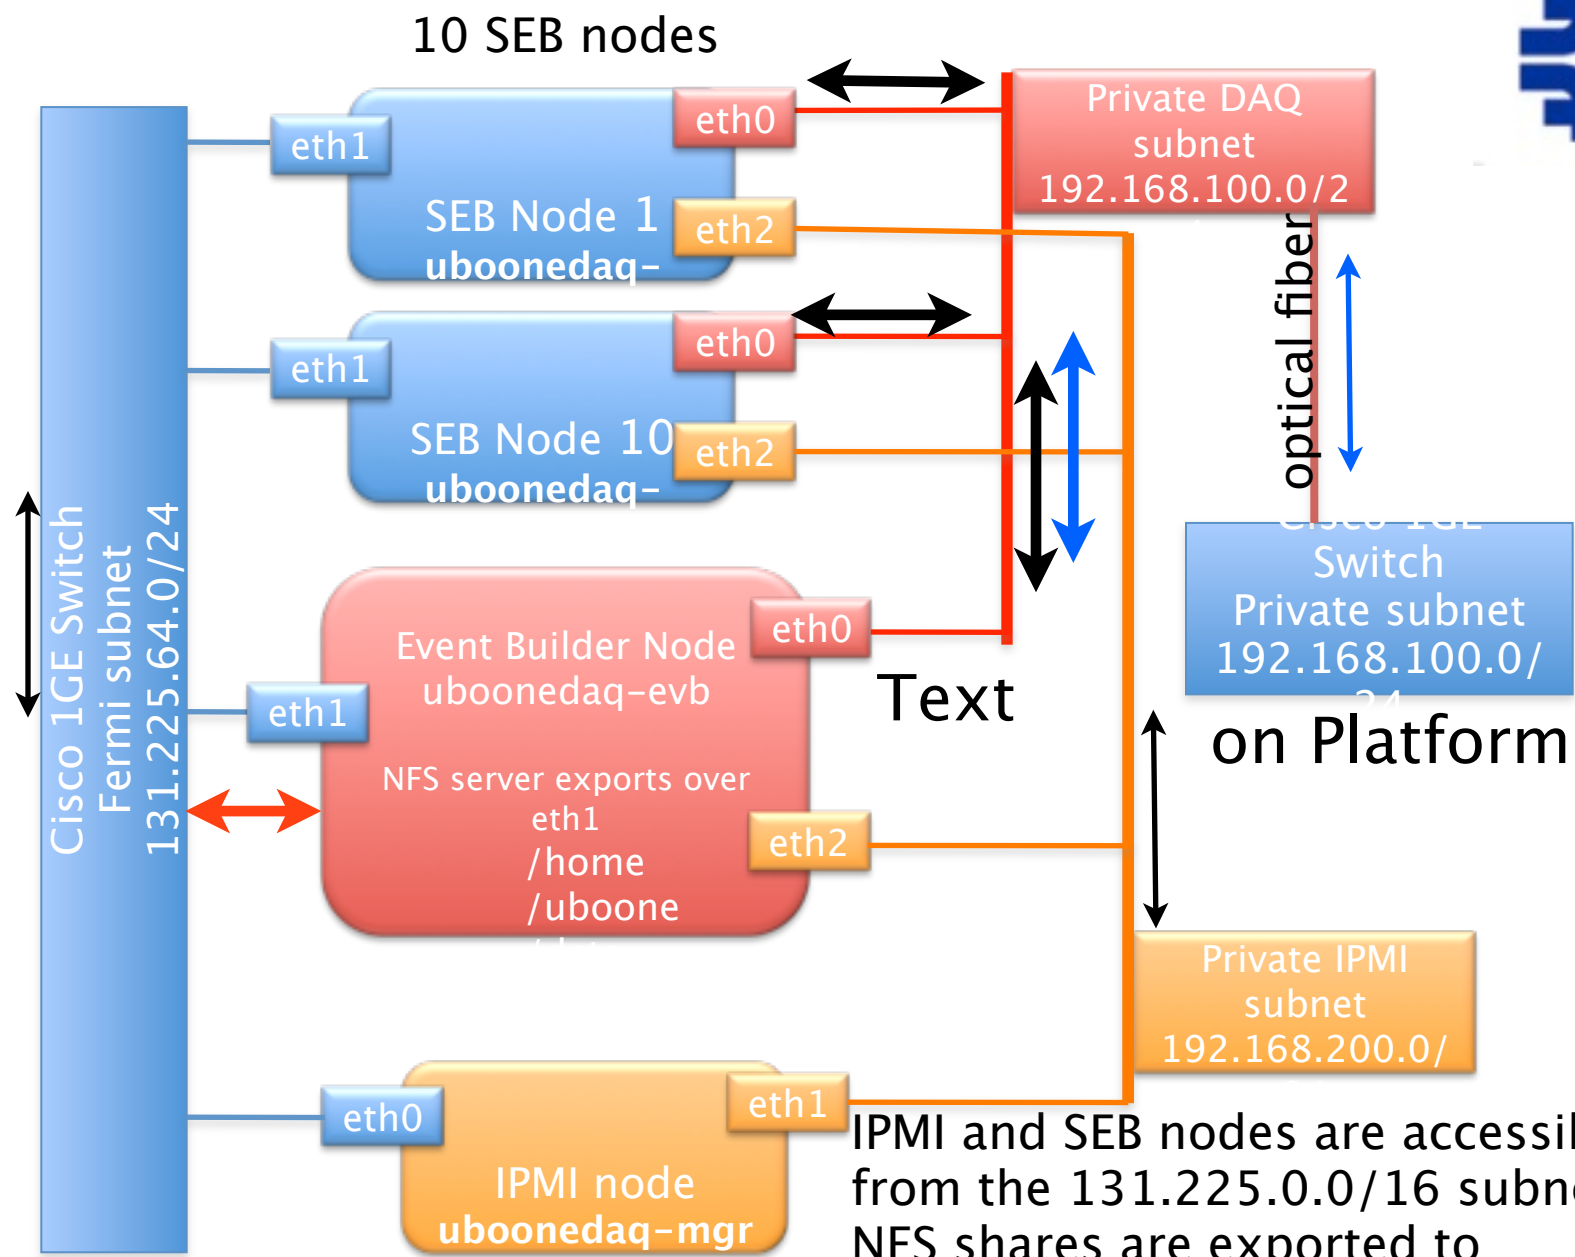 10 SEB nodes
eth1
eth0
SEB Node 1
uboonedaq-
eth2
eth1
eth0
SEB Node 10
uboonedaq-
eth2
Private DAQ
subnet
192.168.100.0/2
optical fiber
Cisco 1GE
Switch
Private subnet
192.168.100.0/
24
on Platform
Cisco 1GE Switch
Fermi subnet
131.225.64.0/24
Event Builder Node
uboonedaq-evb
eth0
eth1
NFS server exports over
eth1
/home
/uboone
eth2
Text
Private IPMI
subnet
192.168.200.0/
eth0
eth1
IPMI node
uboonedaq-mgr
IPMI and SEB nodes are accessil
from the 131.225.0.0/16 subn
NFS shares are exported to